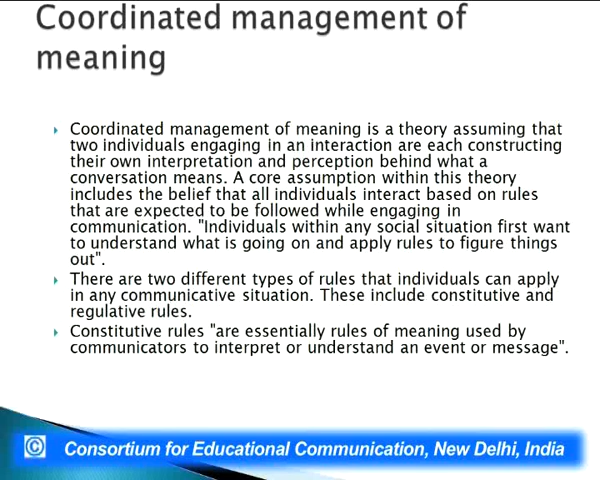 Coordinated management of
meaning
Coordinated management of meaning is a theory assuming that
two individuals engaging in an interaction are each constructing
their own interpretation and perception behind what a
conversation means. A core assumption within this theory
includes the belief that all individuals interact based on rules
that are expected to be followed while engaging in
communication. "Individuals within any social situation first want
to understand what is going on and apply rules to figure things
out".
There are two different types of rules that individuals can apply
in any communicative situation. These include constitutive and
regulative rules.
Constitutive rules "are essentially rules of meaning used by
communicators to interpret or understand an event or message".
© Consortium for Educational Communication, New Delhi, India